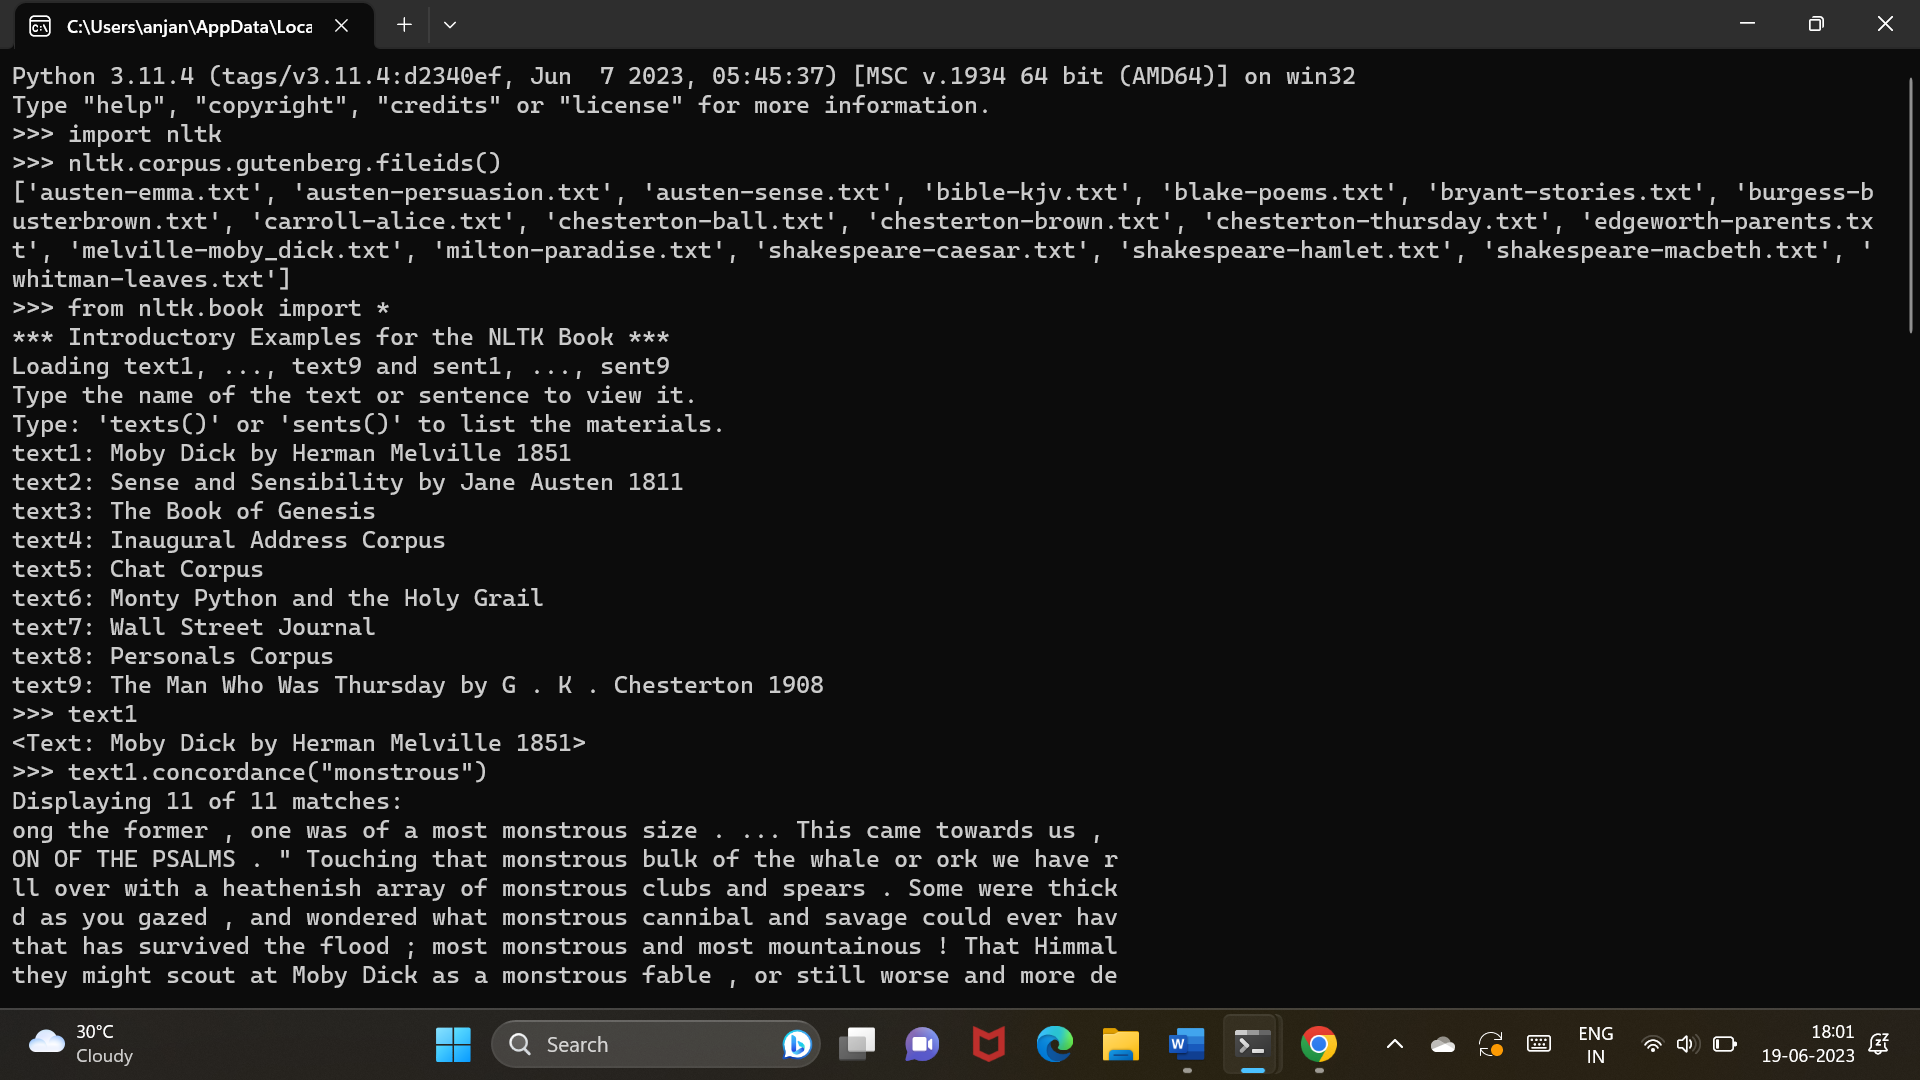 C:\Users\anjan\AppData\Loca
Python 3.11.4 (tags/v3.11.4:d2340ef, Jun  7 2023, 05:45:37) [MSC v.1934 64 bit (AMD64)] on win32
Type "help", "copyright", "credits" or "license" for more information.
>>> import nltk
>>> nltk.corpus.gutenberg.fileids()
['austen-emma.txt', 'austen-persuasion.txt', 'austen-sense.txt', 'bible-kjv.txt', 'blake-poems.txt', 'bryant-stories.txt', 'burgess-b
usterbrown.txt', 'carroll-alice.txt', 'chesterton-ball.txt', 'chesterton-brown.txt', 'chesterton-thursday.txt', 'edgeworth-parents.tx
t', 'melville-moby_dick.txt', 'milton-paradise.txt', 'shakespeare-caesar.txt', 'shakespeare-hamlet.txt', 'shakespeare-macbeth.txt', '
whitman-leaves.txt']
>>> from nltk.book import *
*** Introductory Examples for the NLTK Book ***
Loading text1, ..., text9 and sent1, ..., sent9
Type the name of the text or sentence to view it.
Type: 'texts()' or 'sents()' to list the materials.
text1: Moby Dick by Herman Melville 1851
text2: Sense and Sensibility by Jane Austen 1811
text3: The Book of Genesis
text4: Inaugural Address Corpus
text5: Chat Corpus
text6: Monty Python and the Holy Grail
text7: Wall Street Journal
text8: Personals Corpus
text9: The Man Who Was Thursday by G . K . Chesterton 1908
>>> text1
<Text: Moby Dick by Herman Melville 1851>
>>> text1.concordance("monstrous")
Displaying 11 of 11 matches:
ong the former , one was of a most monstrous size . ... This came towards us ,
ON OF THE PSALMS . " Touching that monstrous bulk of the whale or ork we have r
ll over with a heathenish array of monstrous clubs and spears . Some were thick
d as you gazed , and wondered what monstrous cannibal and savage could ever hav
that has survived the flood ; most monstrous and most mountainous ! That Himmal
they might scout at Moby Dick as a monstrous fable , or still worse and more de
30°C
Cloudy
Search
ENG
IN
18:01
19-06-2023